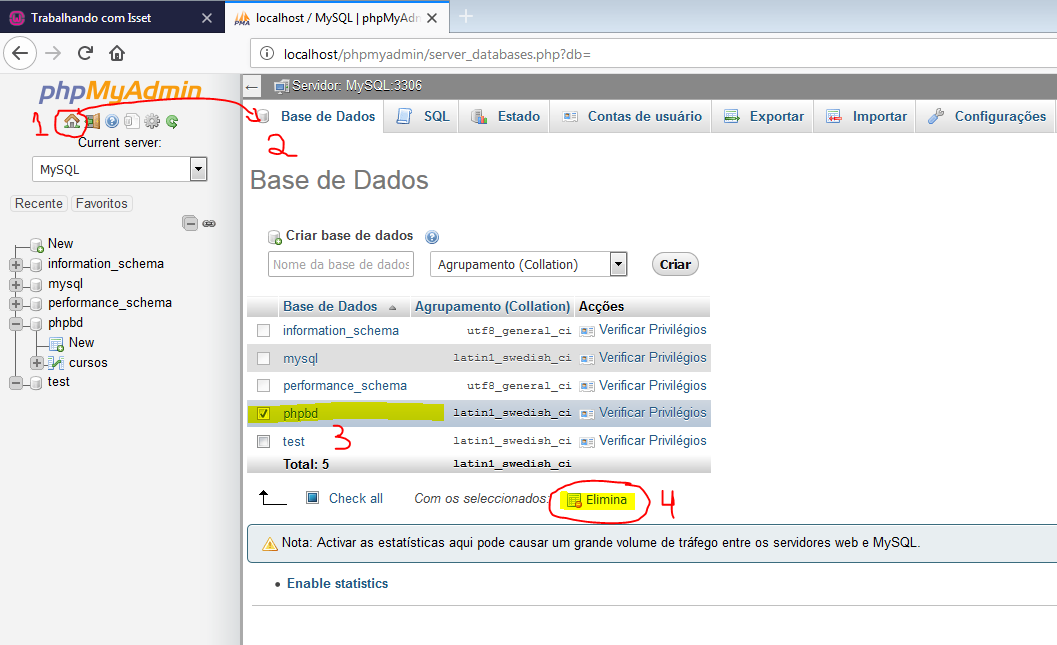 Trabalhando com Isset
localhost / MySQL | phpMyAdm
localhost/phpmyadmin/server_databases.php?db=
phpMyAdmin
1
Current server:
MySQL
Recente Favoritos
New
information_schema
mysql
performance_schema
phpbd
New
cursos
test
Servidor: MySQL:3306
Base de Dados SQL Estado Contas de usuário Exportar Importar Configurações
2
Base de Dados
Criar base de dados
Nome da base de dados Agrupamento (Collation) Criar
Base de Dados Agrupamento (Collation) Acções
information_schema utf8_general_ci Verificar Privilégios
mysql latin1_swedish_ci Verificar Privilégios
performance_schema utf8_general_ci Verificar Privilégios
phpbd latin1_swedish_ci Verificar Privilégios
test latin1_swedish_ci Verificar Privilégios
3
Total: 5 latin1_swedish_ci
Check all Com os seleccionados: Elimina 4
Nota: Activar as estatísticas aqui pode causar um grande volume de tráfego entre os servidores web e MySQL.
Enable statistics